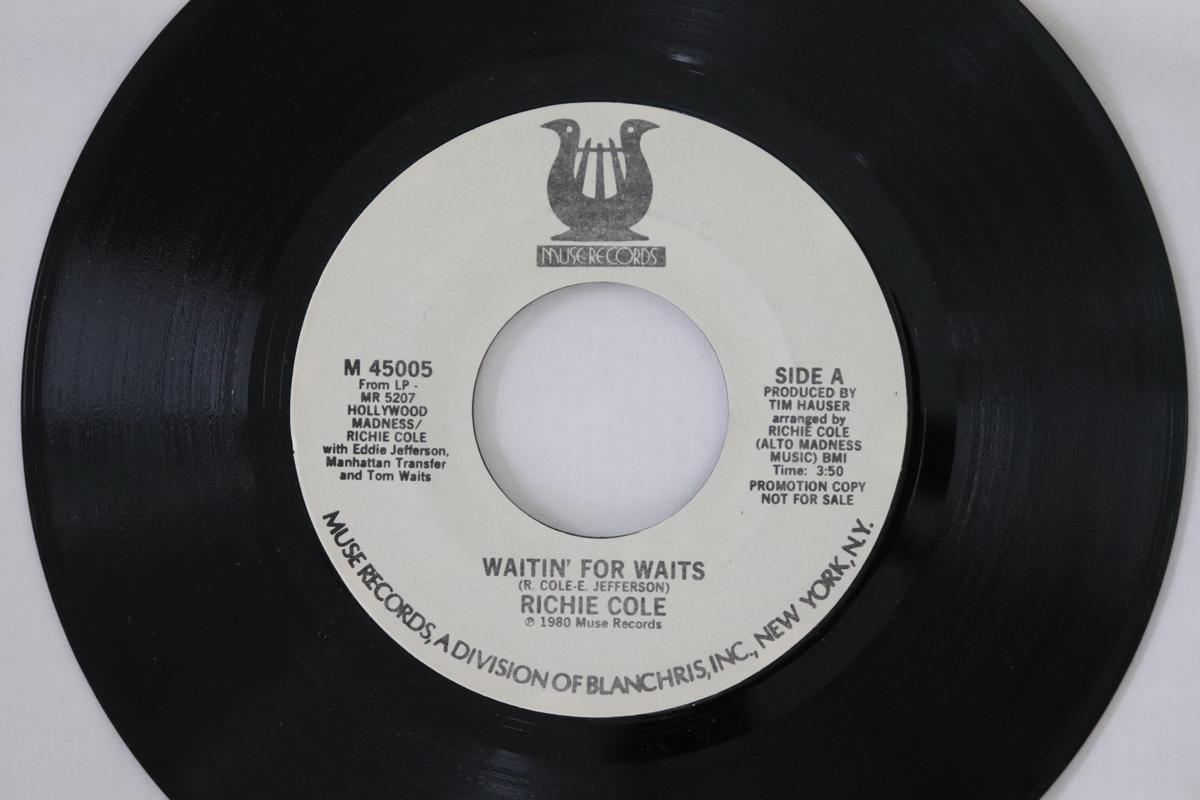 MUSE RECORDS
M 45005
From LP -
MR 5207
HOLLYWOOD
MADNESS/
RICHIE COLE
with Eddie Jefferson,
Manhattan Transfer
and Tom Waits
SIDE A
PRODUCED BY
TIM HAUSER
arranged by
RICHIE COLE
(ALTO MADNESS
MUSIC) BMI
Time: 3:50
PROMOTION COPY
NOT FOR SALE
WAITIN' FOR WAITS
(R. COLE-E. JEFFERSON)
RICHIE COLE
℗ 1980 Muse Records
MUSE RECORDS, A DIVISION OF BLANCHRIS, INC., NEW YORK, N.Y.